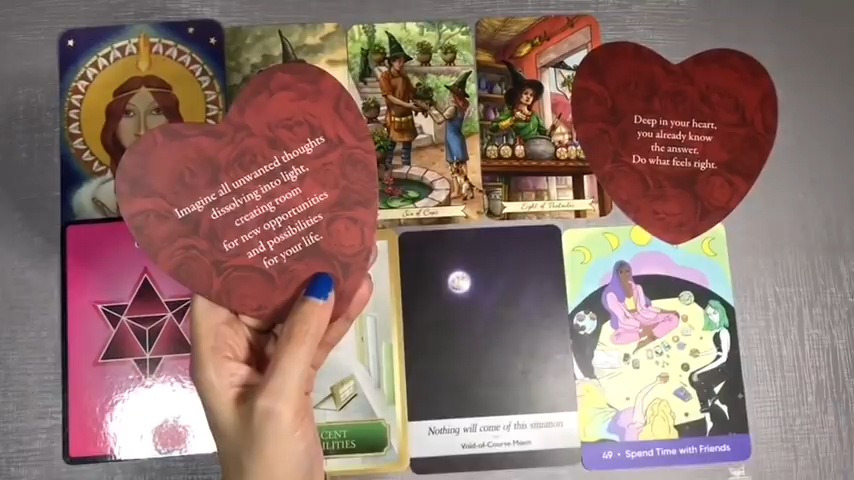 Imagine all unwanted thoughts
dissolving into light,
creating room
for new opportunities
and possibilities
for your life.
Deep in your heart,
you already know
the answer.
Do what feels right.
Six of Cups
Eight of Pentacles
Nothing will come of this situation
Void-of-Course Moon
49 • Spend Time with Friends